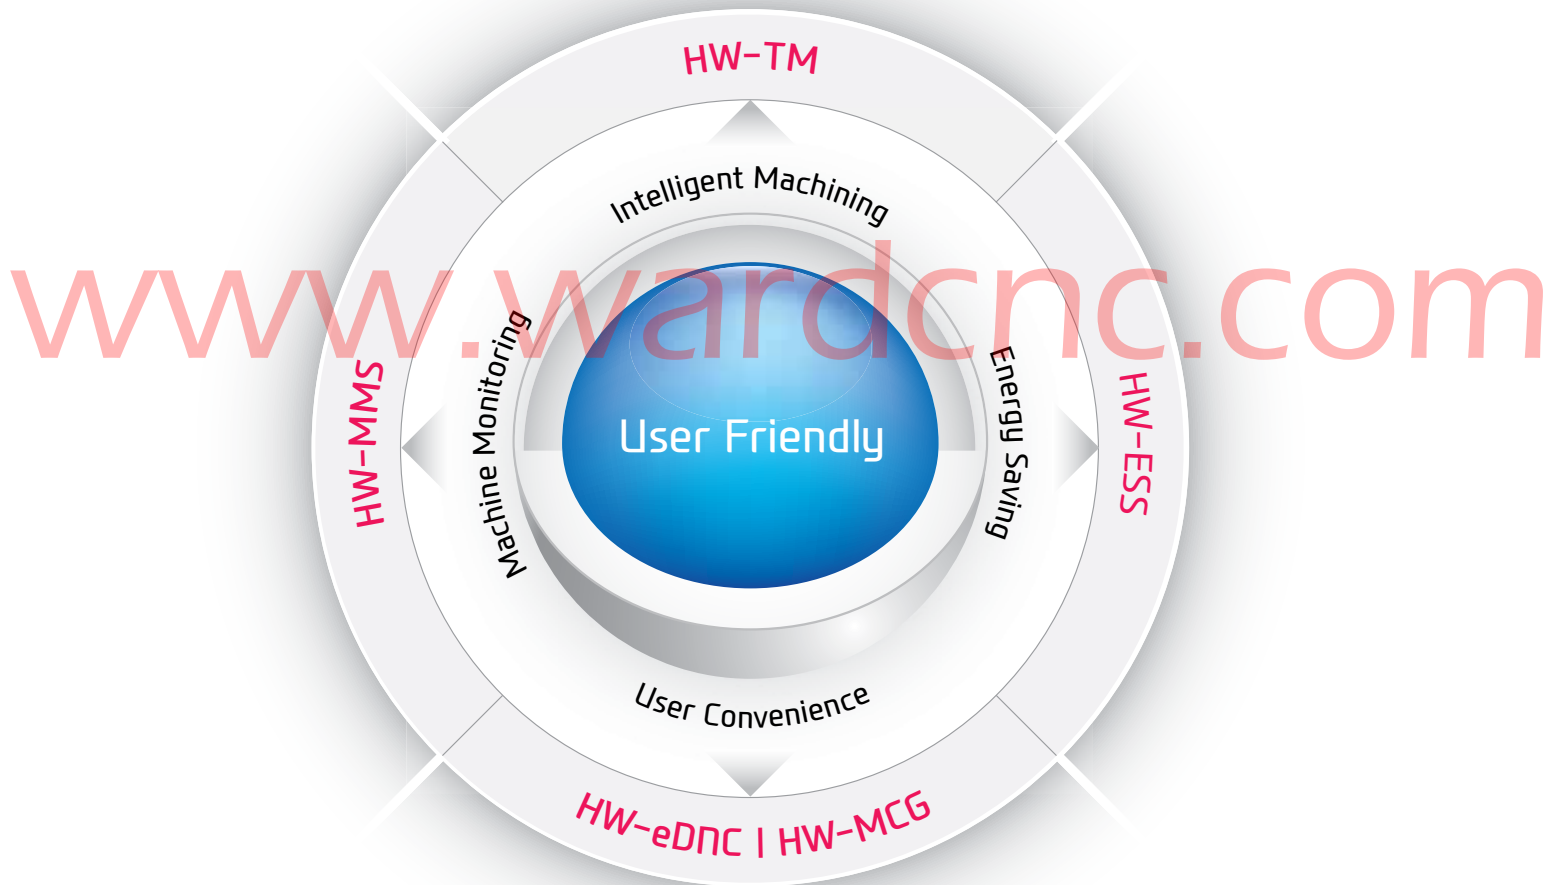 HW-TM
Intelligent Machining
www.wardcnc.com
Machine Monitoring
Energy Saving
HW-MMS
User Friendly
HW-ESS
User Convenience
HW-eDNC | HW-MCG